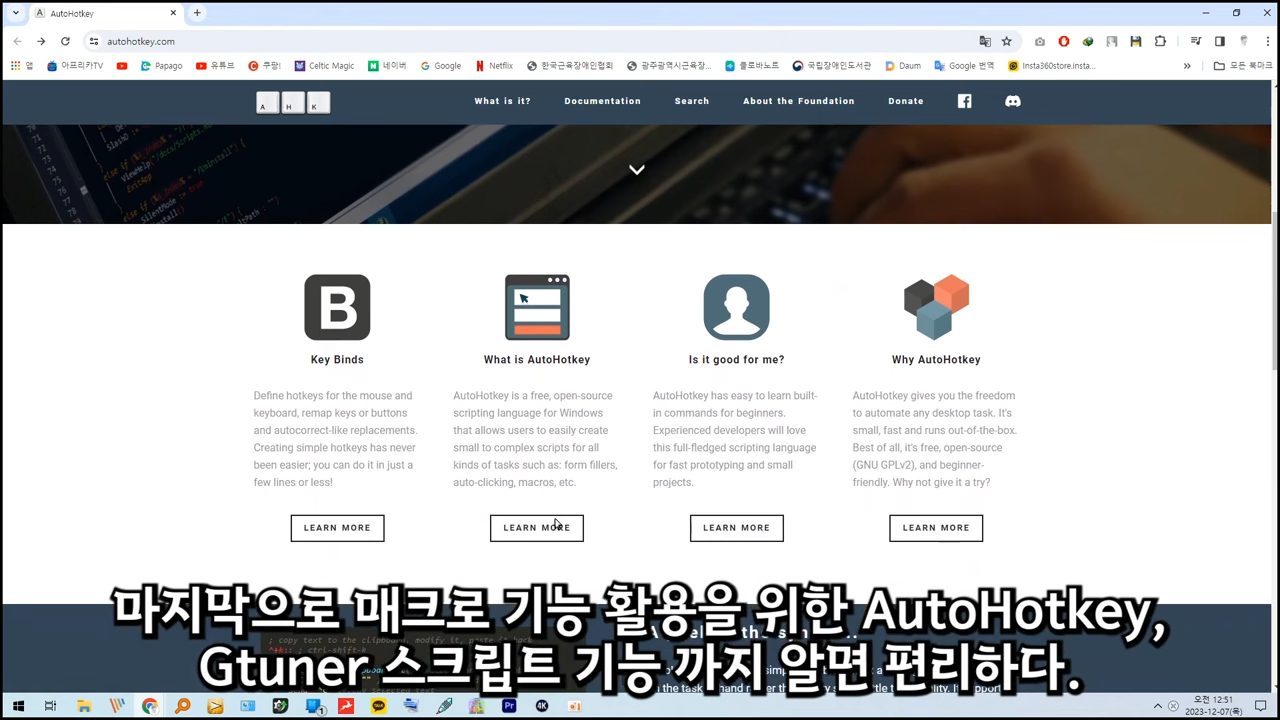 AutoHotkey
autohotkey.com
앱 아프리카TV Papago 유튜브 쿠팡! Celtic Magic 네이버 Google Netflix 한국근육장애인협회 광주광역시근육장... 클로바노트 국립장애인도서관 Daum Google 번역 Insta360store.inst... 모든 북마크
A H K
What is it? Documentation Search About the Foundation Donate
B
Key Binds
Define hotkeys for the mouse and
keyboard, remap keys or buttons
and autocorrect-like replacements.
Creating simple hotkeys has never
been easier; you can do it in just a
few lines or less!
LEARN MORE
What is AutoHotkey
AutoHotkey is a free, open-source
scripting language for Windows
that allows users to easily create
small to complex scripts for all
kinds of tasks such as: form fillers,
auto-clicking, macros, etc.
LEARN MORE
Is it good for me?
AutoHotkey has easy to learn built-
in commands for beginners.
Experienced developers will love
this full-fledged scripting language
for fast prototyping and small
projects.
LEARN MORE
Why AutoHotkey
AutoHotkey gives you the freedom
to automate any desktop task. It's
small, fast and runs out-of-the-box.
Best of all, it's free, open-source
(GNU GPLv2), and beginner-
friendly. Why not give it a try?
LEARN MORE
마지막으로 매크로 기능 활용을 위한 AutoHotkey,
Gtuner 스크립트 기능 까지 알면 편리하다.
오전 12:51
2023-12-07(목)